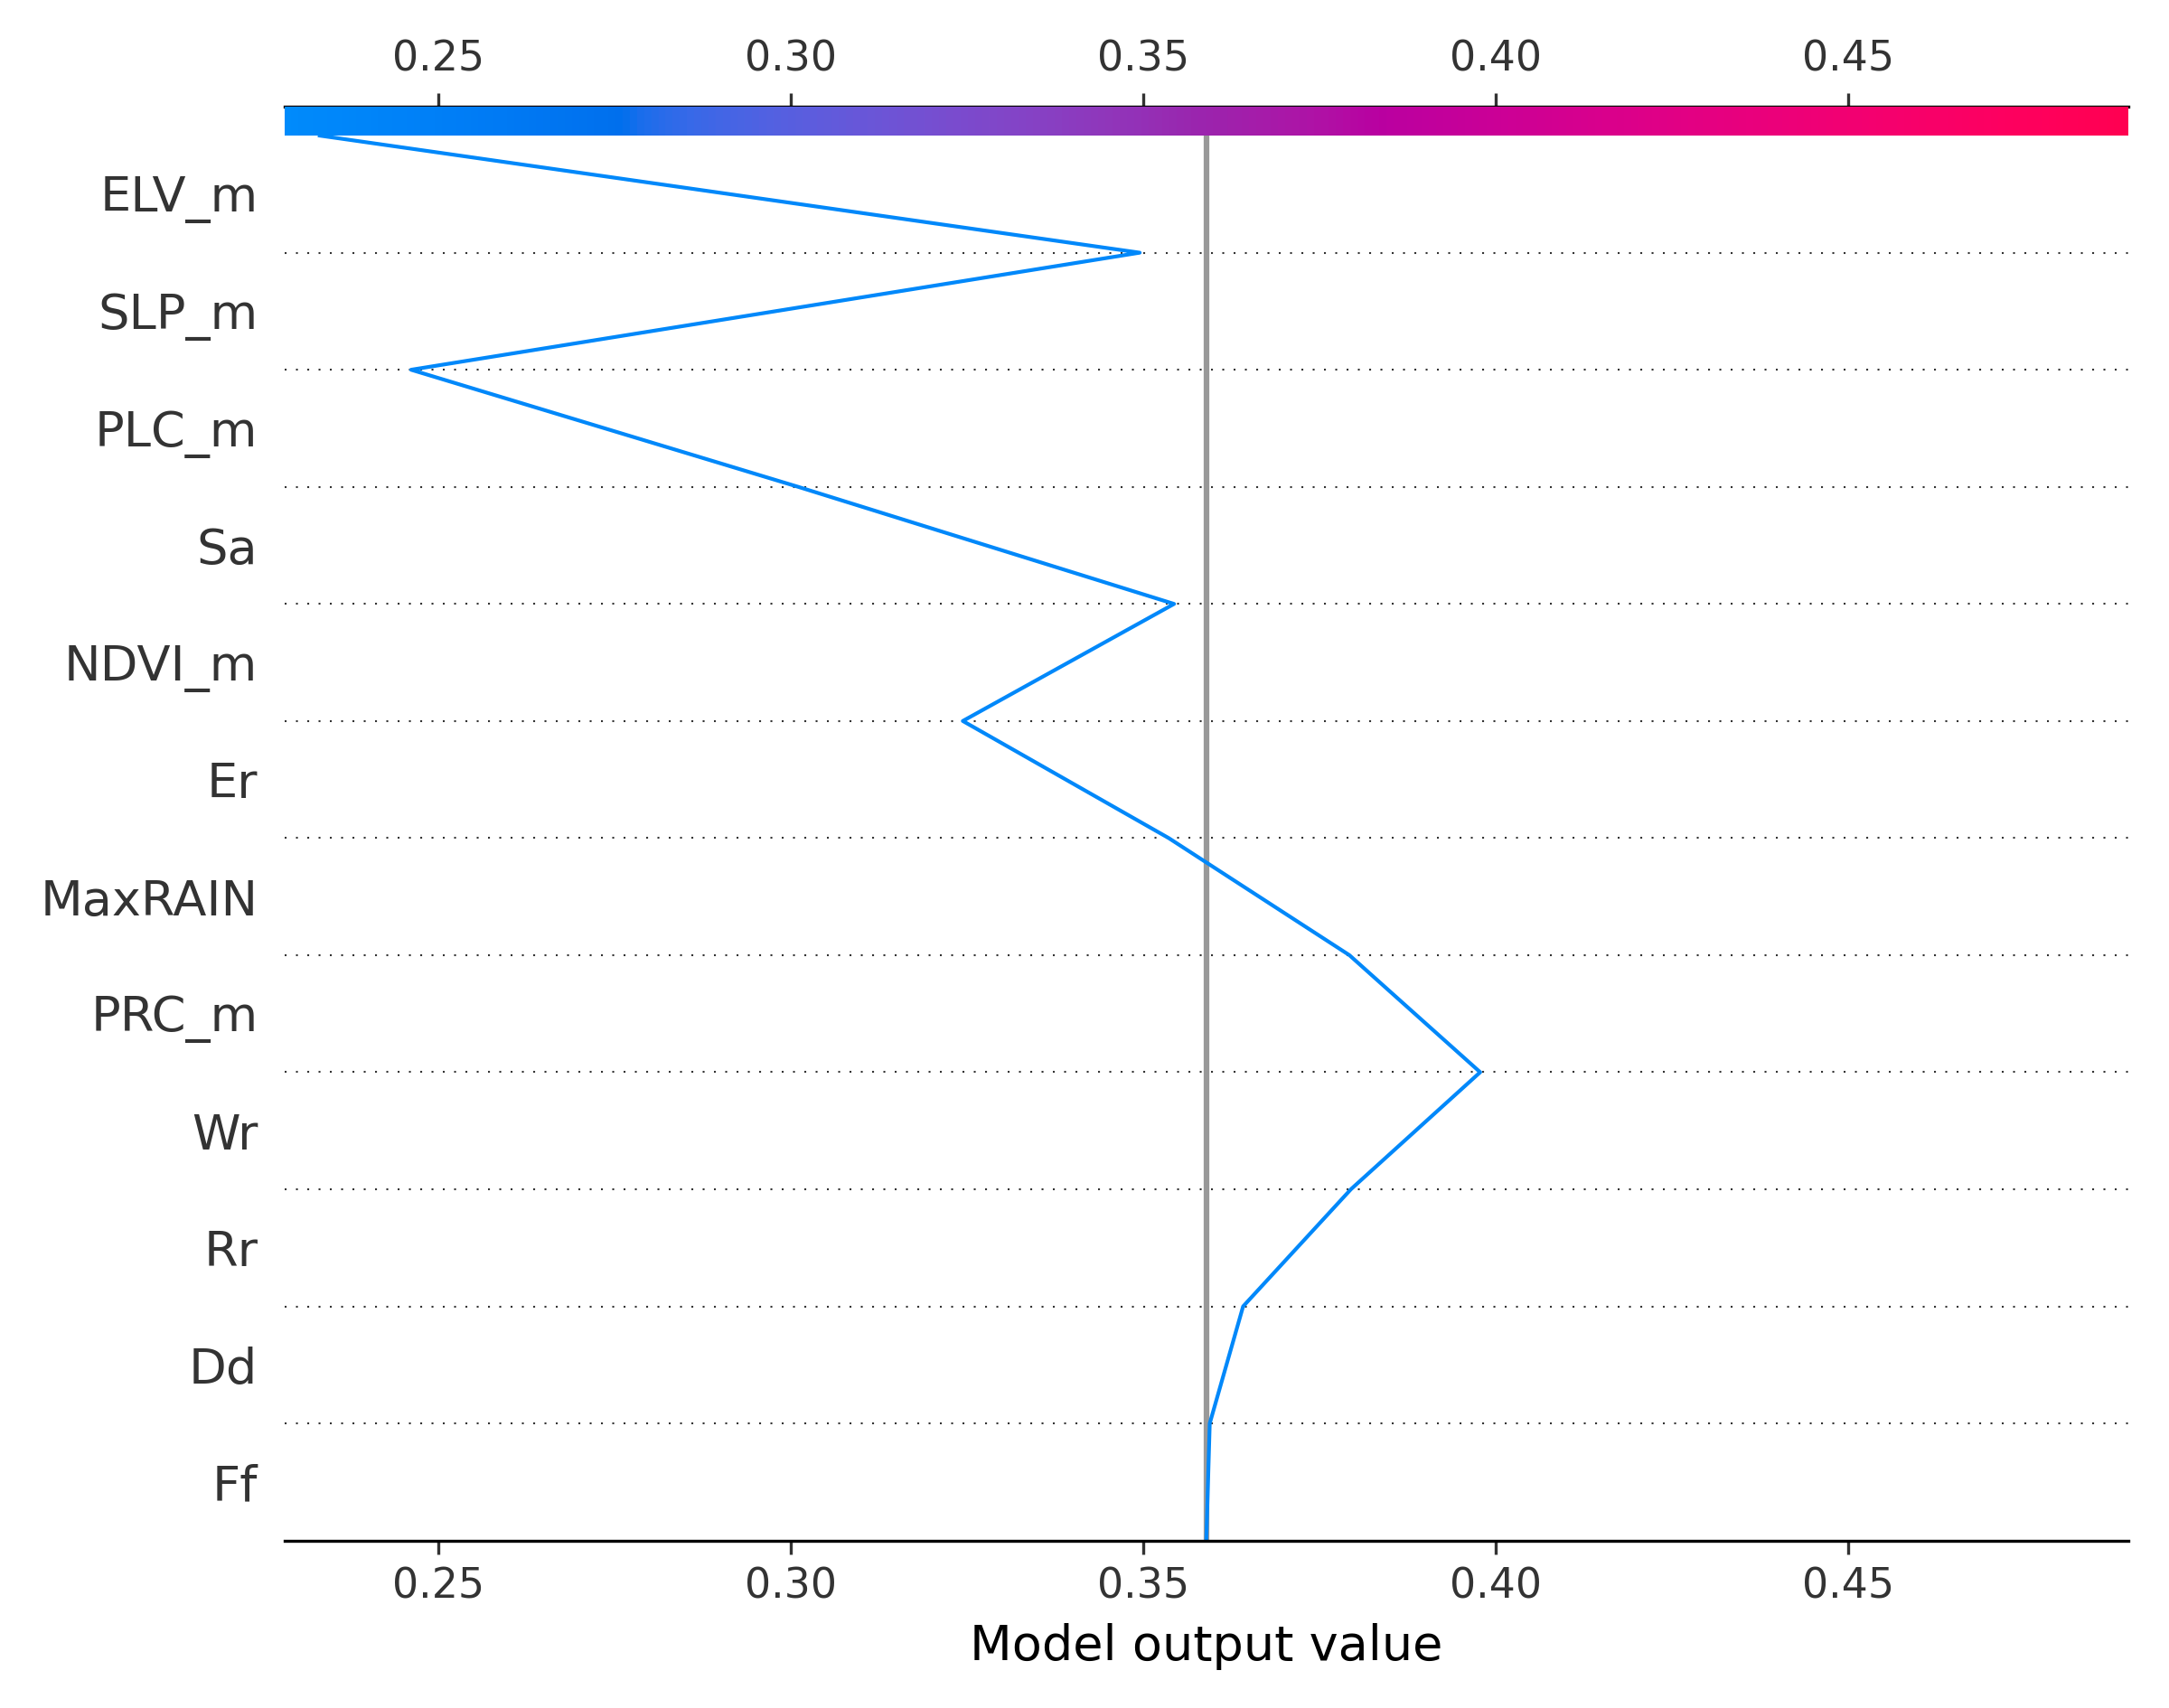 0.25 0.30 0.35 0.40 0.45
ELV_m
SLP_m
PLC_m
Sa
NDVI_m
Er
MaxRAIN
PRC_m
Wr
Rr
Dd
Ff
0.25 0.30 0.35 0.40 0.45
Model output value